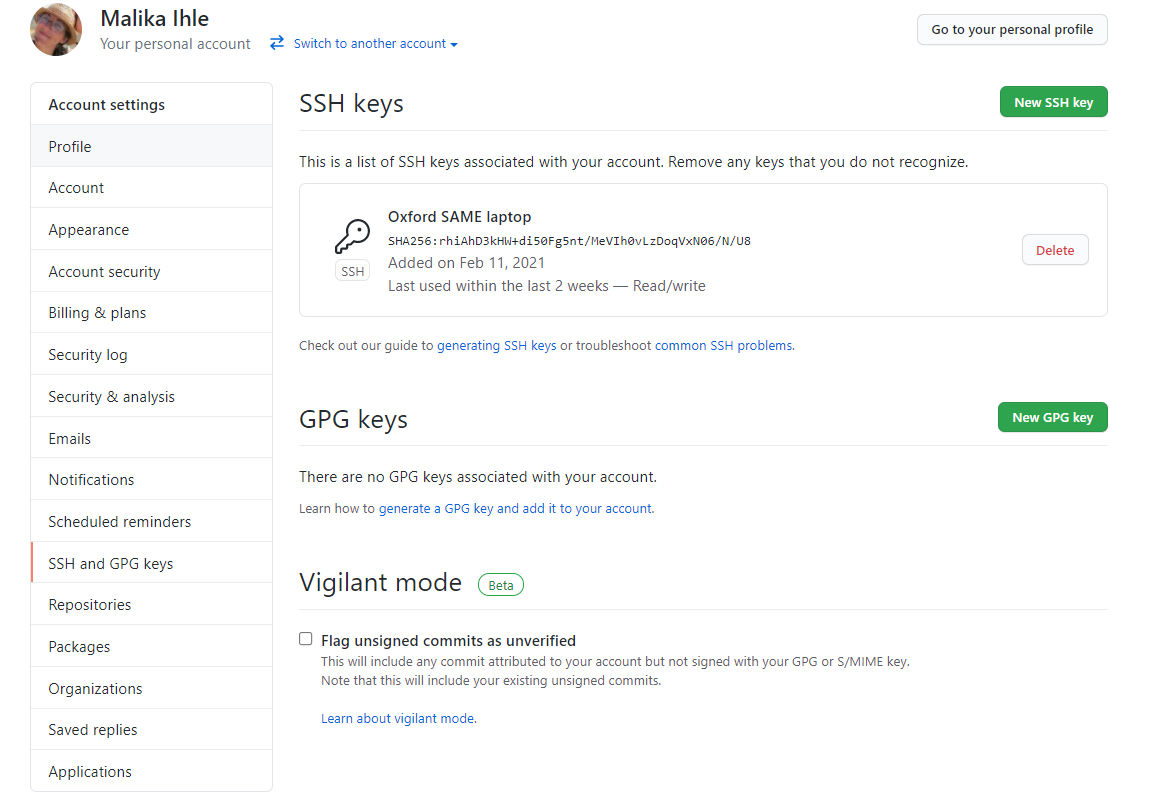 Malika Ihle
Your personal account Switch to another account
Go to your personal profile
Account settings
Profile
Account
Appearance
Account security
Billing & plans
Security log
Security & analysis
Emails
Notifications
Scheduled reminders
SSH and GPG keys
Repositories
Packages
Organizations
Saved replies
Applications
SSH keys
New SSH key
This is a list of SSH keys associated with your account. Remove any keys that you do not recognize.
Oxford SAME laptop
SHA256:rhiAhD3kHW+di50Fg5nt/MeVIh0vLzDoqVxN06/N/U8
Added on Feb 11, 2021
Last used within the last 2 weeks — Read/write
SSH
Delete
Check out our guide to generating SSH keys or troubleshoot common SSH problems.
GPG keys
New GPG key
There are no GPG keys associated with your account.
Learn how to generate a GPG key and add it to your account.
Vigilant mode Beta
Flag unsigned commits as unverified
This will include any commit attributed to your account but not signed with your GPG or S/MIME key.
Note that this will include your existing unsigned commits.
Learn about vigilant mode.